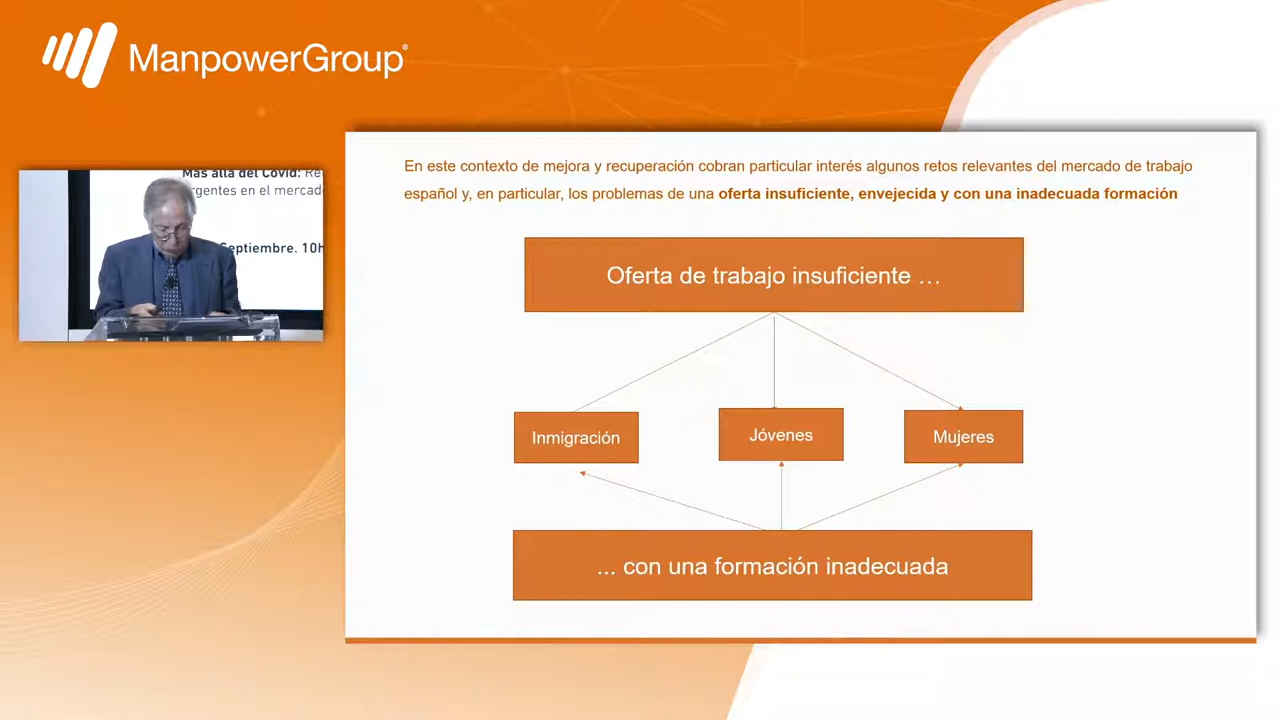 ManpowerGroup®
Más allá del Covid: Re
rgentes en el mercado
Septiembre. 10h
En este contexto de mejora y recuperación cobran particular interés algunos retos relevantes del mercado de trabajo
español y, en particular, los problemas de una oferta insuficiente, envejecida y con una inadecuada formación
Oferta de trabajo insuficiente …
Inmigración
Jóvenes
Mujeres
... con una formación inadecuada